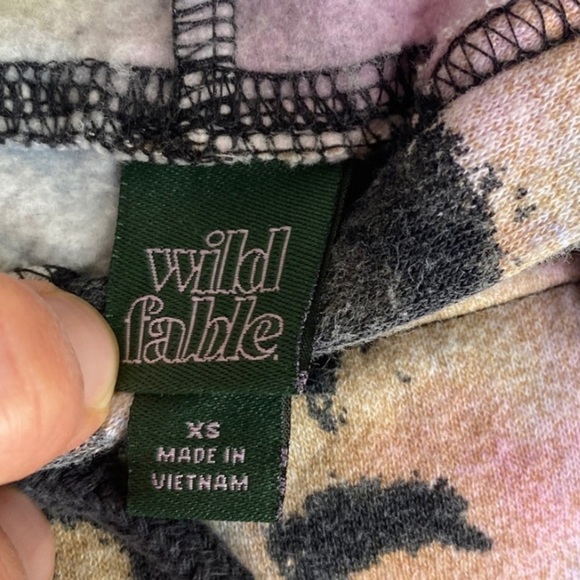 wild
fable.
XS
MADE IN
VIETNAM